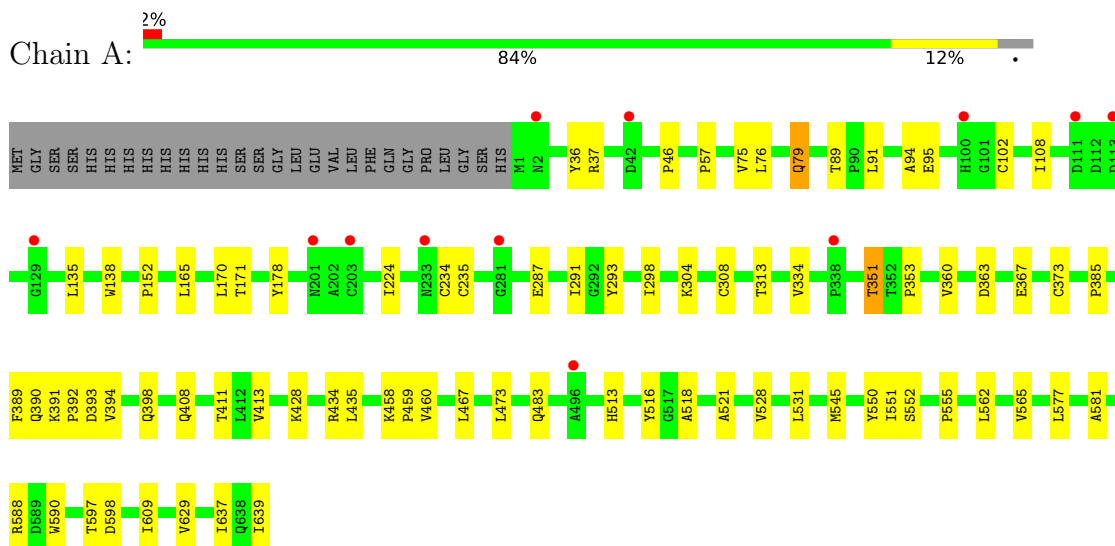 2%
Chain A:
84% 12% •
MET GLY SER SER HIS HIS HIS HIS HIS HIS HIS HIS HIS HIS SER SER GLY LEU GLU VAL LEU PHE GLN GLY PRO LEU GLY SER HIS M1 N2 Y36 R37 D42 P46 P57 V75 L76 Q79 T89 P90 L91 A94 E95 H100 G101 C102 I108 D111 D112 D113
G129 L135 W138 P152 L165 L170 T171 Y178 N201 A202 C203 I224 N233 C234 C235 G281 E287 I291 G292 Y293 I298 K304 C308 T313 V334 P338 T351 T352 P353 V360 D363 E367 C373 P385
F389 Q390 K391 P392 D393 V394 Q398 Q408 T411 L412 V413 K428 R434 L435 K458 P459 V460 L467 L473 Q483 A496 H513 Y516 G517 A518 A521 V528 L531 M545 Y550 I551 S552 P555 L562 V565 L577 A581
R588 D589 W590 T597 D598 I609 V629 I637 Q638 I639